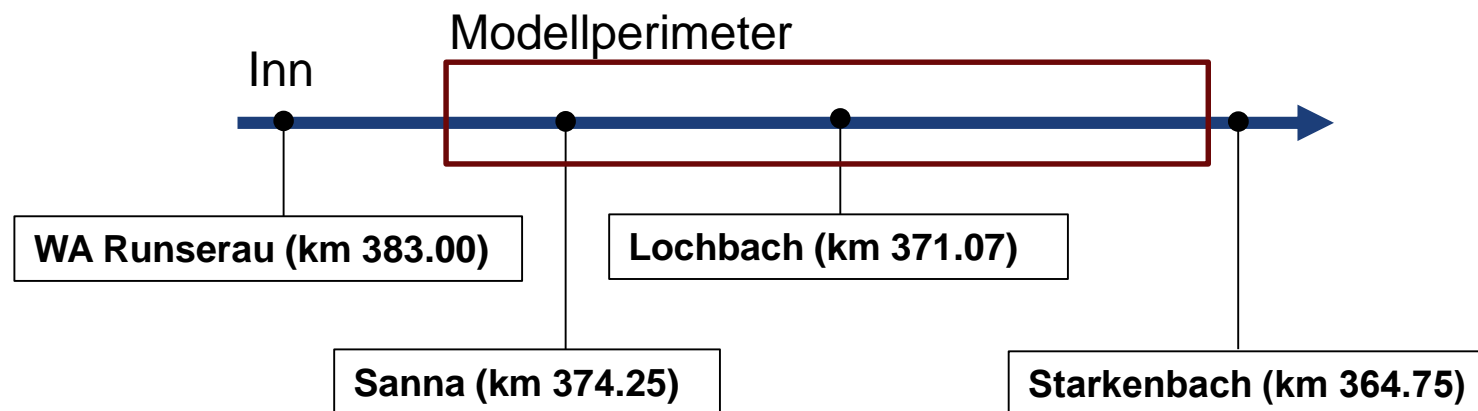 Modellperimeter
Inn
WA Runserau (km 383.00)
Lochbach (km 371.07)
Sanna (km 374.25)
Starkenbach (km 364.75)